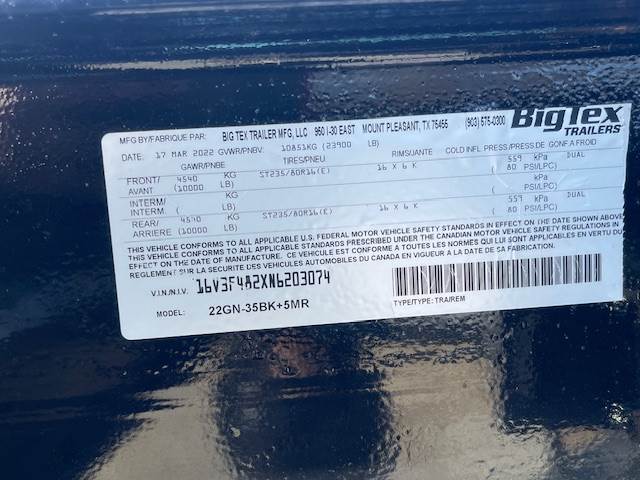 MFG BY/FABRIQUE PAR: BIG TEX TRAILER MFG, LLC 950 I-30 EAST MOUNT PLEASANT, TX 75455 (903) 575-0300
BigTex
TRAILERS
DATE: 17 MAR 2022 GVWR/PNBV: 10851KG (23900 LB)
GAWR/PNBE TIRES/PNEU RIMS/JANTE COLD INFL PRESS/PRESS DE GONF A FROID
FRONT/ 4540 KG ST235/80R16(E) 16 X 6 K 559 kPa DUAL
AVANT (10000 LB) ( 80 PSI/LPC)
INTERM/ KG kPa
INTERM. ( LB) ( PSI/LPC)
REAR/ 4540 KG ST235/80R16(E) 16 X 6 K 559 kPa DUAL
ARRIERE (10000 LB) ( 80 PSI/LPC)
THIS VEHICLE CONFORMS TO ALL APPLICABLE U.S. FEDERAL MOTOR VEHICLE SAFETY STANDARDS IN EFFECT ON THE DATE SHOWN ABOVE
THIS VEHICLE CONFORMS TO ALL APPLICABLE STANDARDS PRESCRIBED UNDER THE CANADIAN MOTOR VEHICLE SAFETY REGULATIONS IN
EFFECT ON THE DATE OF MANUFACTURE / CE VEHICULE EST CONFORME A TOUTES LES NORMES QUI LUI SONT APPLICABLES EN VERTU DU
REGLEMENT SUR LA SECURITE DES VEHICULES AUTOMOBILES DU CANADA EN VIGUEUR A LA DATE DE SA FABRICATION.
V.I.N./N.I.V. 16V3F4A2XN6203074
MODEL: 22GN-35BK+5MR TYPE/TYPE: TRAIREM